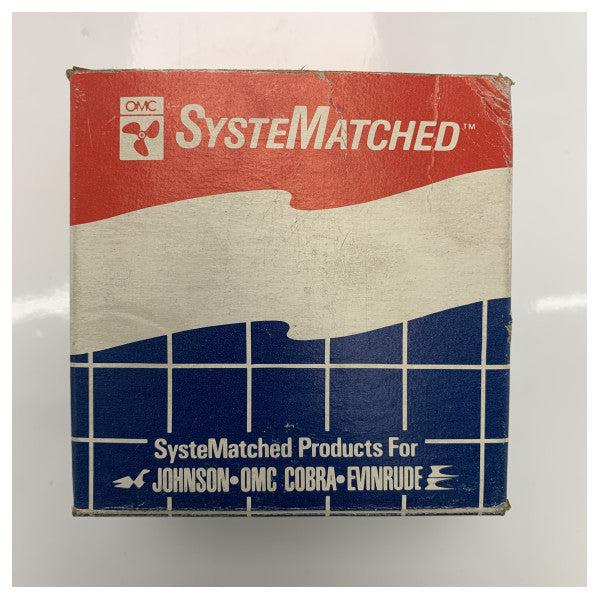 OMC
SYSTEMATCHED™
SysteMatched Products For
JOHNSON•OMC COBRA•EVINRUDE